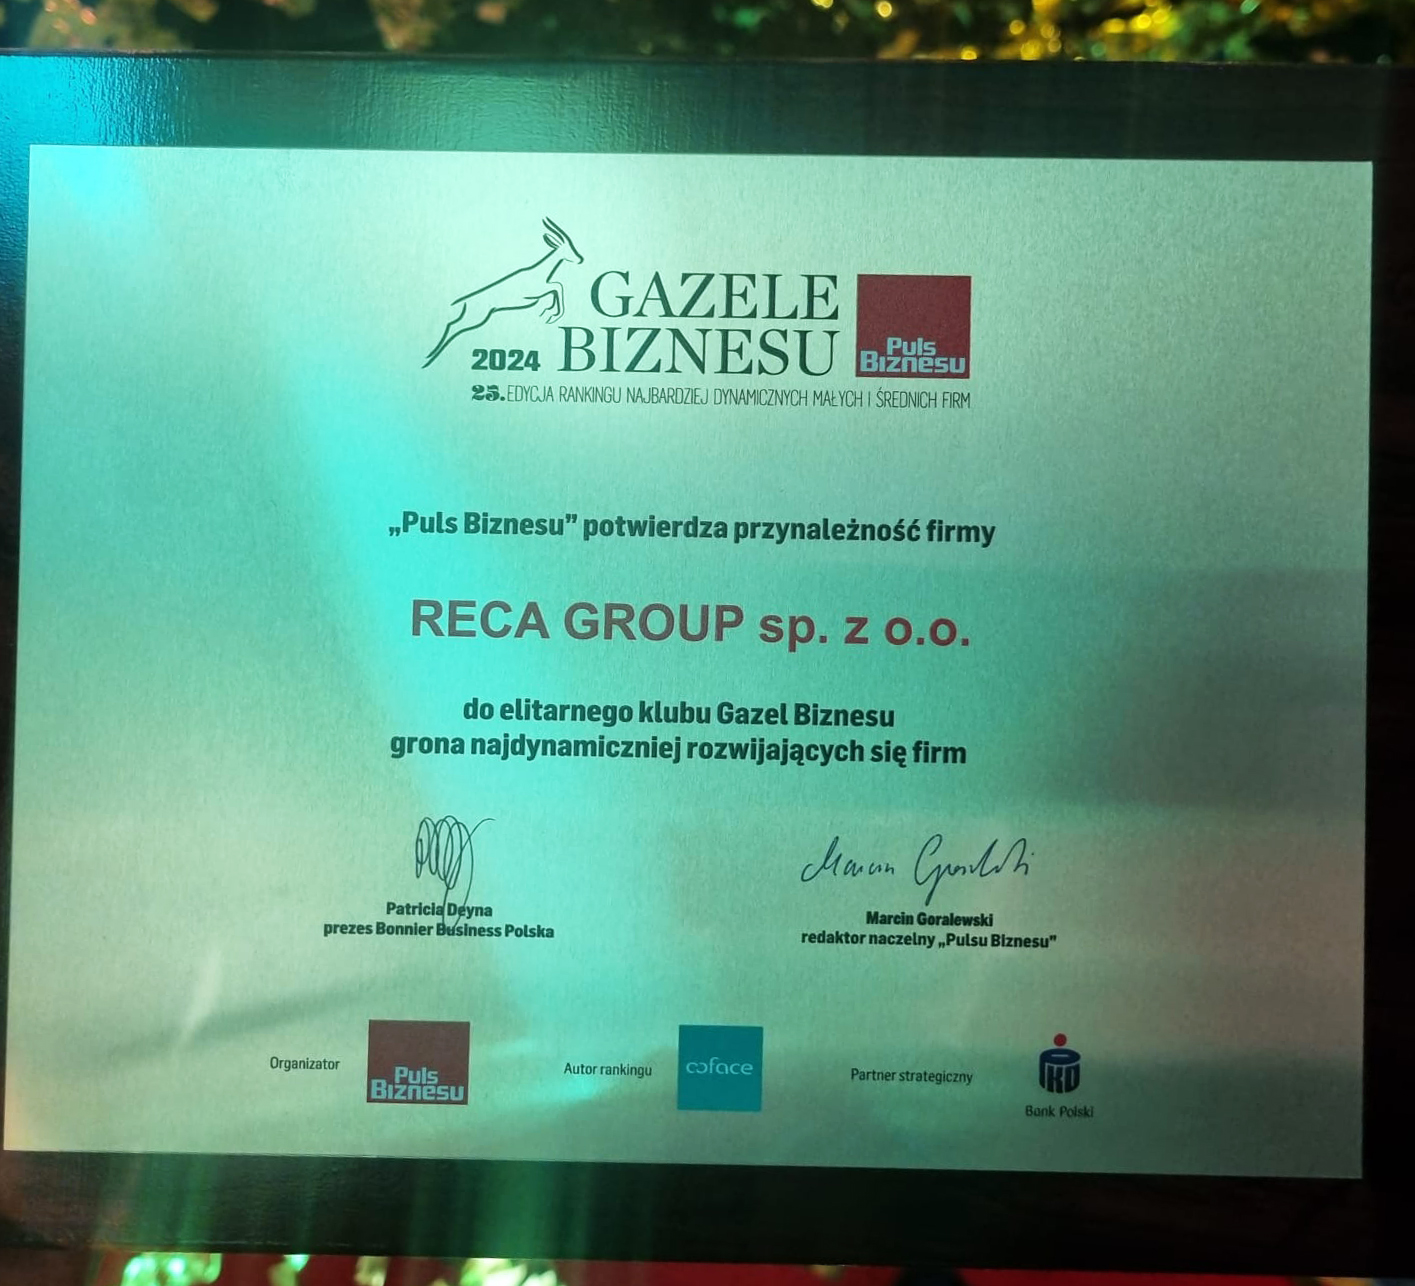 GAZELE
2024 BIZNESU
Puls
Biznesu
25. EDYCJA RANKINGU NAJBARDZIEJ DYNAMICZNYCH MAŁYCH I ŚREDNICH FIRM
„Puls Biznesu” potwierdza przynależność firmy
RECA GROUP sp. z o.o.
do elitarnego klubu Gazel Biznesu
grona najdynamiczniej rozwijających się firm
Patricia Deyna
prezes Bonnier Business Polska
Marcin Goralewski
Marcin Goralewski
redaktor naczelny „Pulsu Biznesu”
Organizator
Puls
Biznesu
Autor rankingu
coface
Partner strategiczny
PKO
Bank Polski